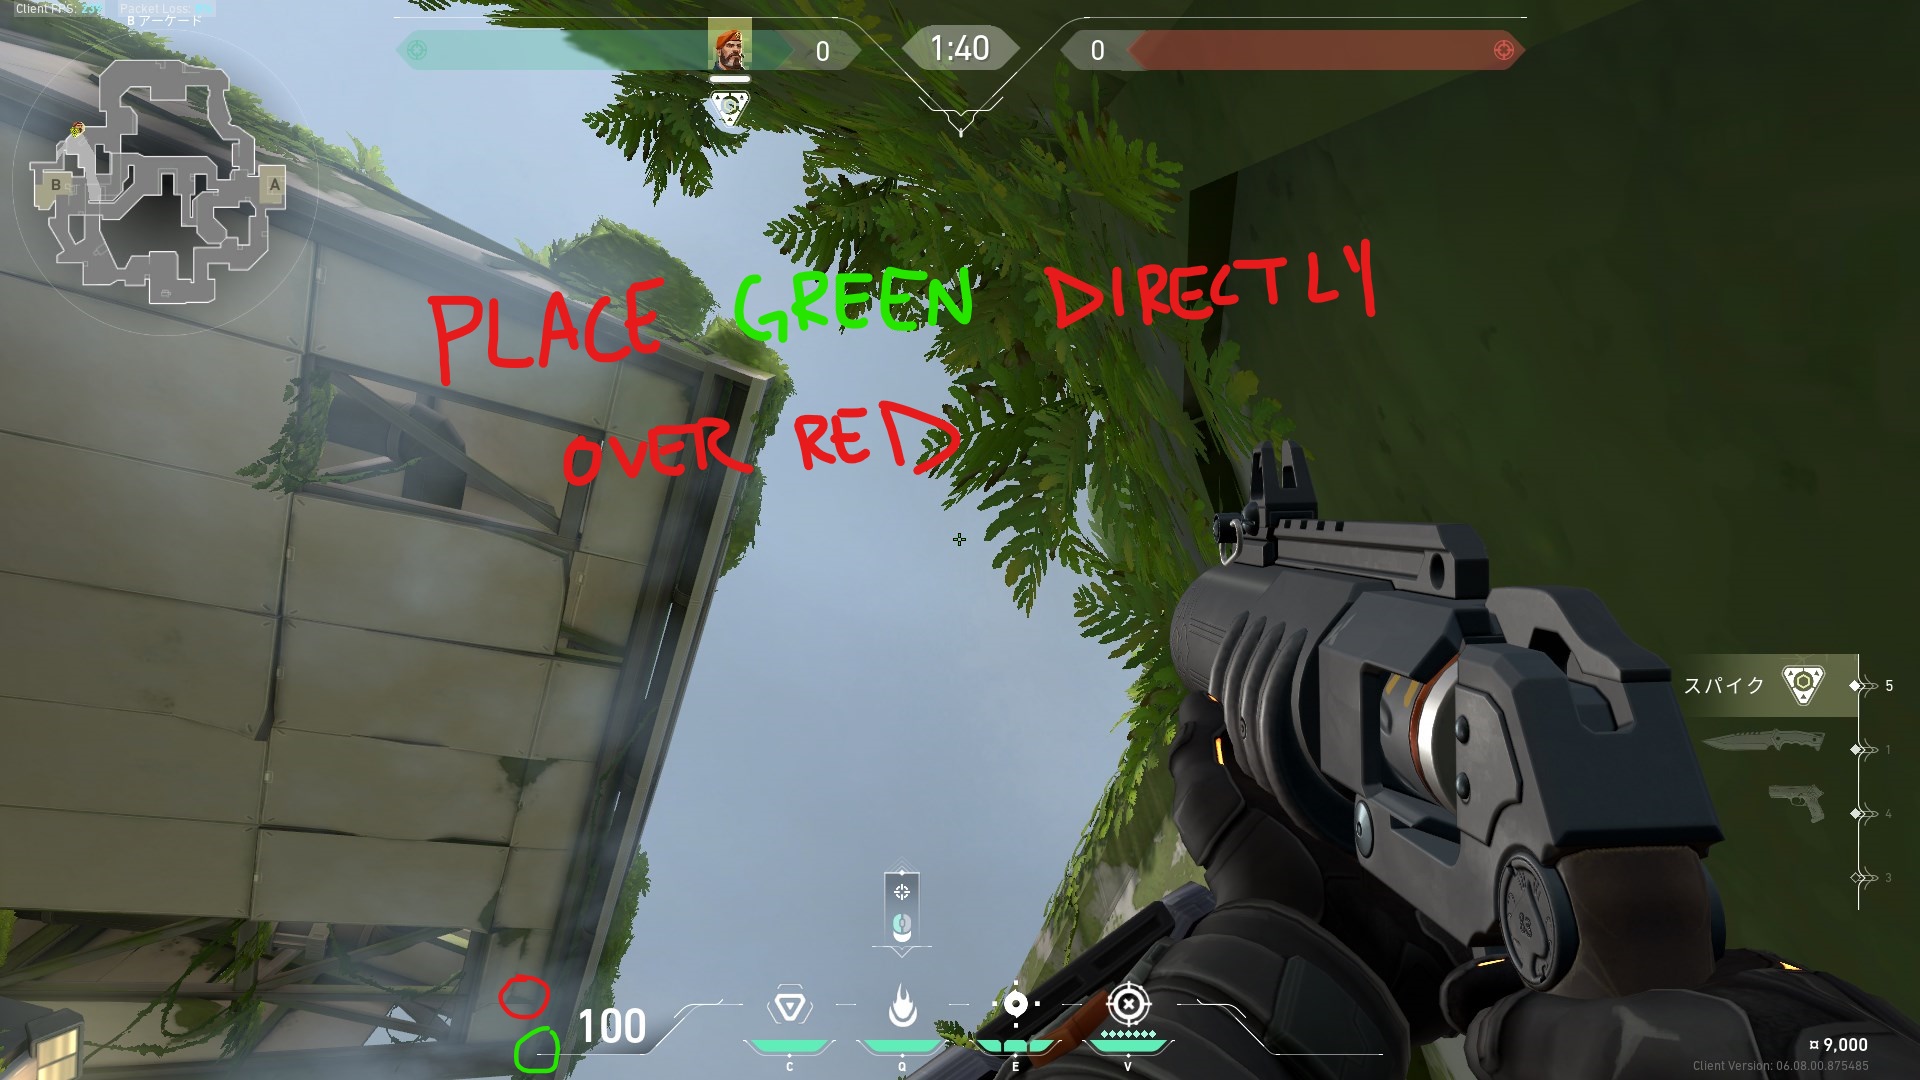 Client FPS: 23
Packet Loss:
B アーケード
0
1:40
0
B
A
PLACE GREEN DIRECTLY
OVER RED
スパイク
5
1
4
3
100
C
Q
E
V
¤ 9,000
Client Version: 06.08.00.875485